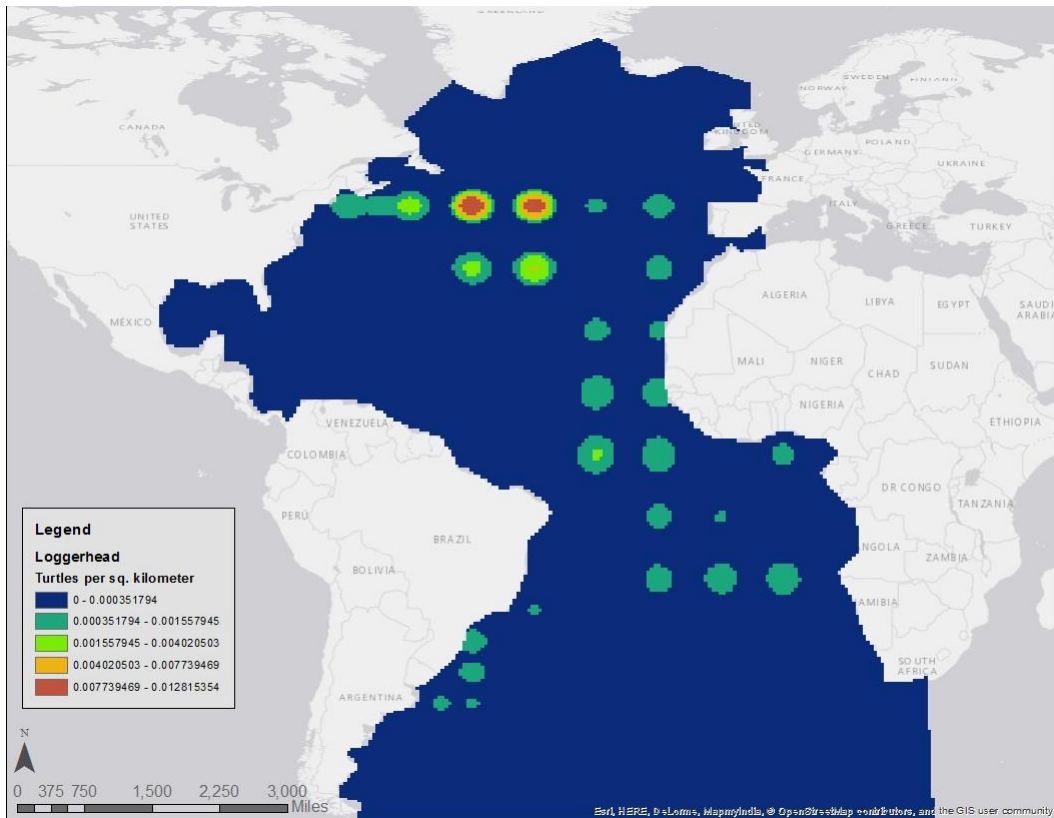 GREENLAND
SWEDEN
FINLAND
NORWAY
CANADA
UNITED
KINGDOM
POLAND
GERMANY
UKRAINE
FRANCE
UNITED
STATES
ITALY
GREECE
TURKEY
ALGERIA
LIBYA
EGYPT
SAUDI
ARABIA
MÉXICO
MALI
NIGER
CHAD
SUDAN
NIGERIA
ETHIOPIA
VENEZUELA
COLOMBIA
DR CONGO
TANZANIA
PERÚ
BRAZIL
NGOLA
ZAMBIA
BOLIVIA
AMIBIA
SOUTH
AFRICA
ARGENTINA
Legend
Loggerhead
Turtles per sq. kilometer
0 - 0.000351794
0.000351794 - 0.001557945
0.001557945 - 0.004020503
0.004020503 - 0.007739469
0.007739469 - 0.012815354
N
0 375 750 1,500 2,250 3,000
Miles
Esri, HERE, DeLorme, MapmyIndia, © OpenStreetMap contributors, and the GIS user community